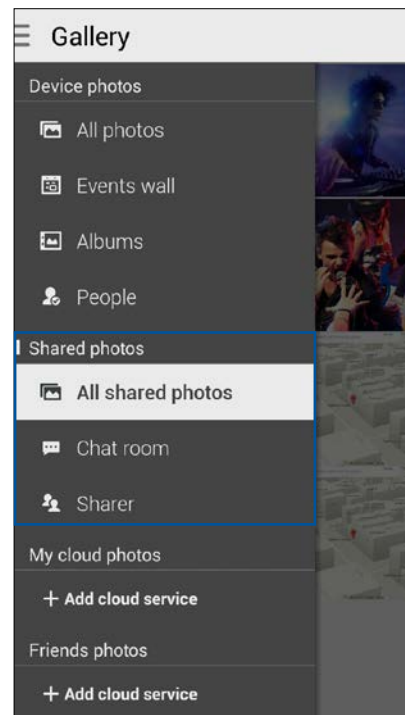 Gallery
Device photos
All photos
Events wall
Albums
People
Shared photos
All shared photos
Chat room
Sharer
My cloud photos
+ Add cloud service
Friends photos
+ Add cloud service